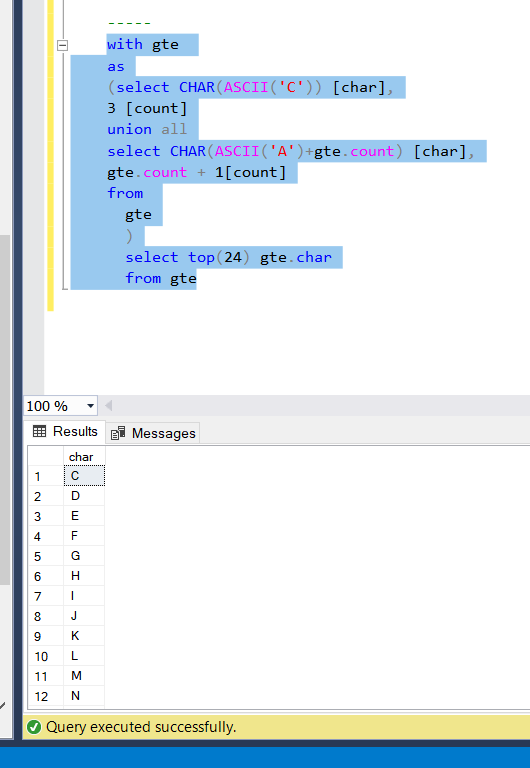 -----
with gte
as
(select CHAR(ASCII('C')) [char],
3 [count]
union all
select CHAR(ASCII('A')+gte.count) [char],
gte.count + 1[count]
from
gte
)
select top(24) gte.char
from gte
100 %
Results Messages
char
1 C
2 D
3 E
4 F
5 G
6 H
7 I
8 J
9 K
10 L
11 M
12 N
Query executed successfully.